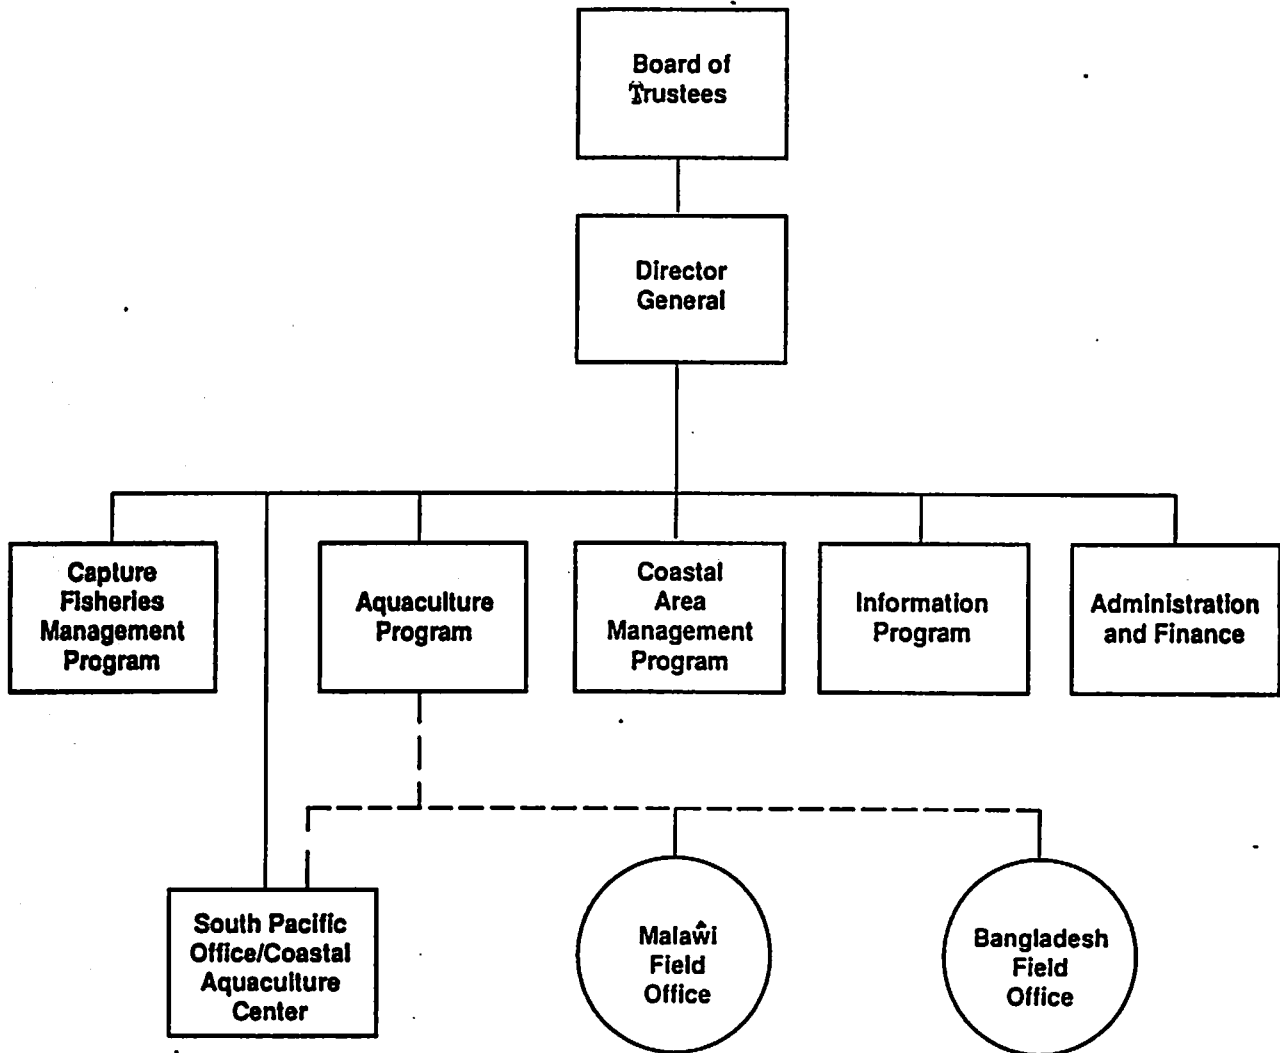 Board of
Trustees
Director
General
Capture
Fisheries
Management
Program
Aquaculture
Program
Coastal
Area
Management
Program
Information
Program
Administration
and Finance
South Pacific
Office/Coastal
Aquaculture
Center
Malawi
Field
Office
Bangladesh
Field
Office